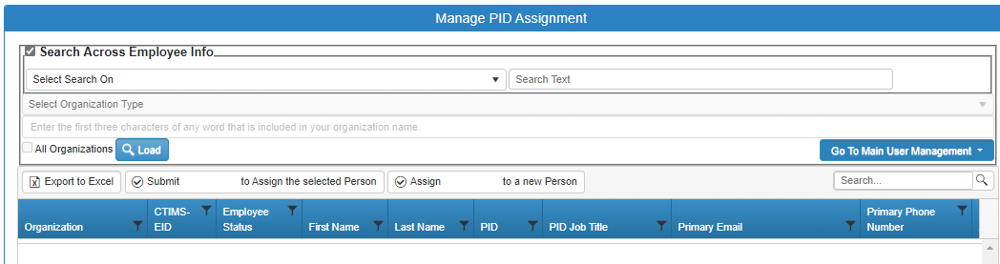 Manage PID Assignment
Search Across Employee Info
Select Search On Search Text
Select Organization Type
Enter the first three characters of any word that is included in your organization name.
All Organizations Load Go To Main User Management
Export to Excel Submit to Assign the selected Person Assign to a new Person Search...
Organization CTIMS-EID Employee Status First Name Last Name PID PID Job Title Primary Email Primary Phone Number